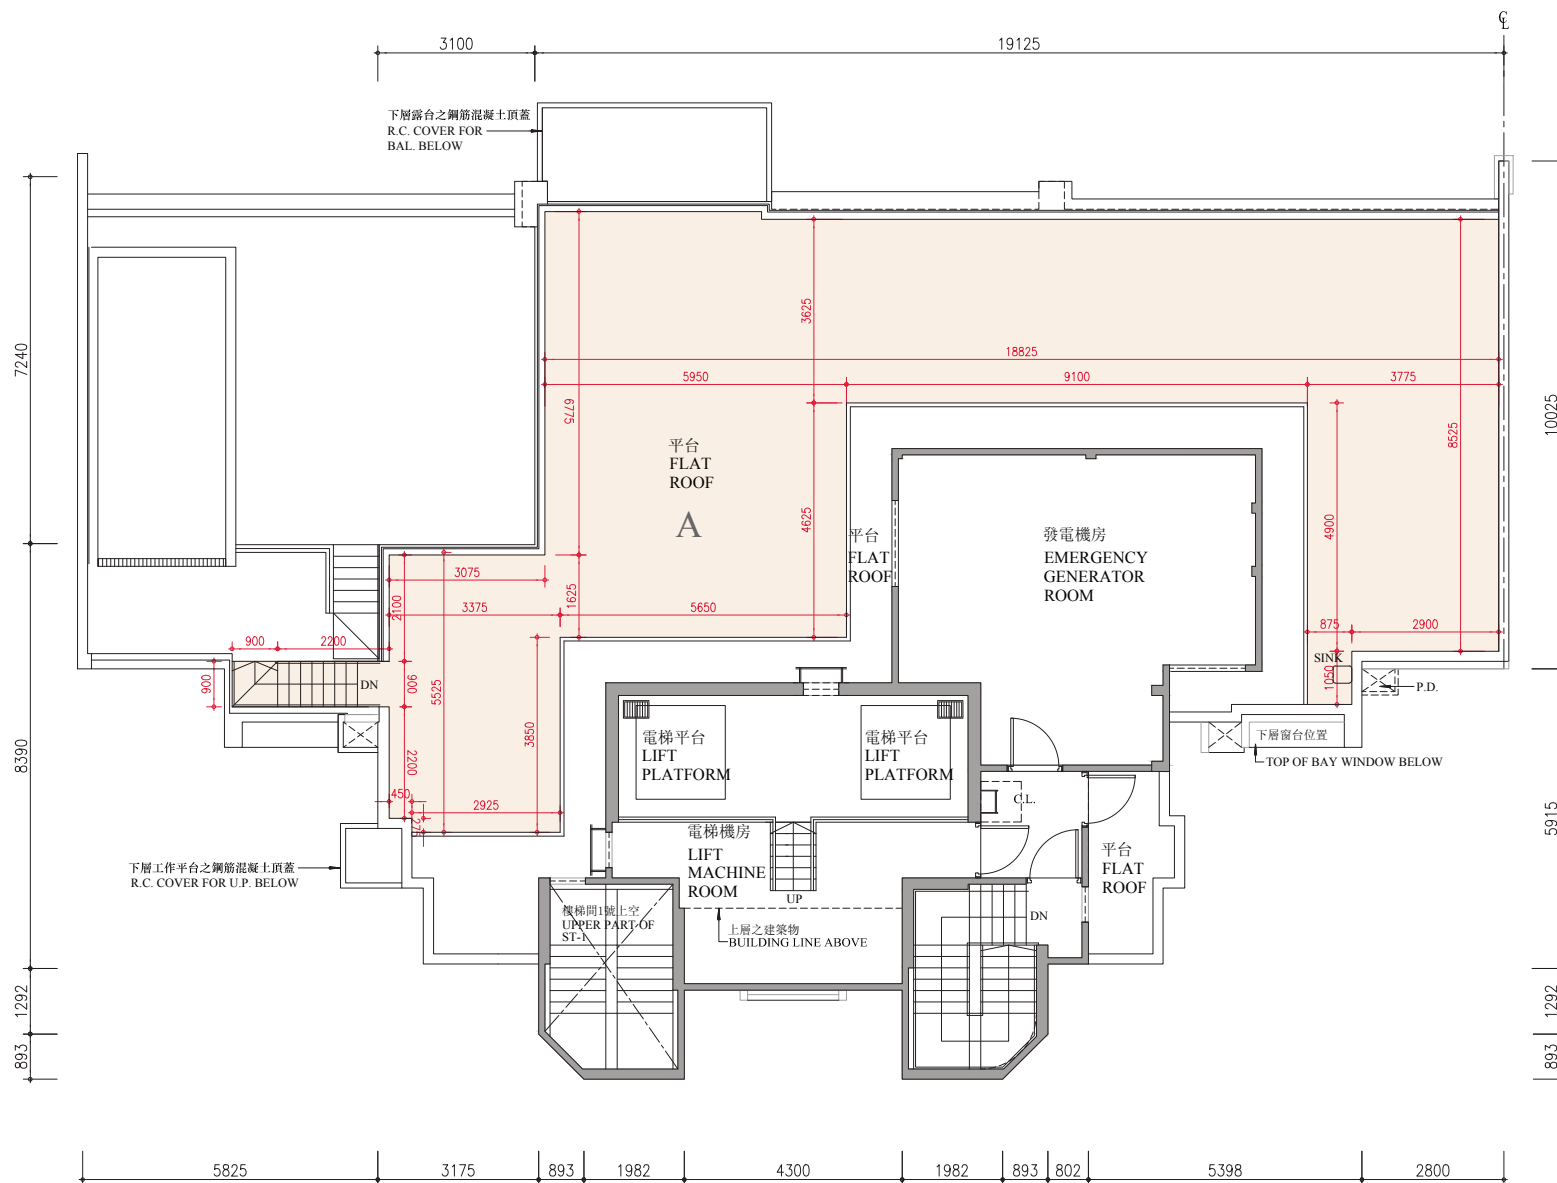 ℄
3100
19125
下層露台之鋼筋混凝土頂蓋
R.C. COVER FOR
BAL. BELOW
7240
10025
3625
18825
5950
9100
3775
6775
8525
平台
FLAT
ROOF
A
4625
平台
FLAT
ROOF
發電機房
EMERGENCY
GENERATOR
ROOM
4900
3075
2100
1625
3375
5650
875
2900
900
2200
900
DN
900
5525
3850
SINK
1050
P.D.
電梯平台
LIFT
PLATFORM
電梯平台
LIFT
PLATFORM
下層窗台位置
TOP OF BAY WINDOW BELOW
8390
2200
450
2925
275
C.L.
電梯機房
LIFT
MACHINE
ROOM
UP
平台
FLAT
ROOF
5915
下層工作平台之鋼筋混凝土頂蓋
R.C. COVER FOR U.P. BELOW
樓梯間1號上空
UPPER PART OF
ST-1
上層之建築物
BUILDING LINE ABOVE
DN
1292
1292
893
893
5825
3175
893
1982
4300
1982
893
802
5398
2800